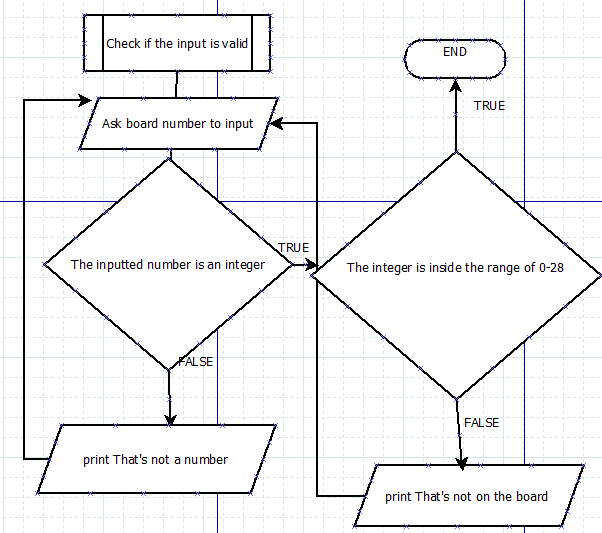 Check if the input is valid
Ask board number to input
The inputted number is an integer
TRUE
FALSE
print That's not a number
END
TRUE
The integer is inside the range of 0-28
FALSE
print That's not on the board